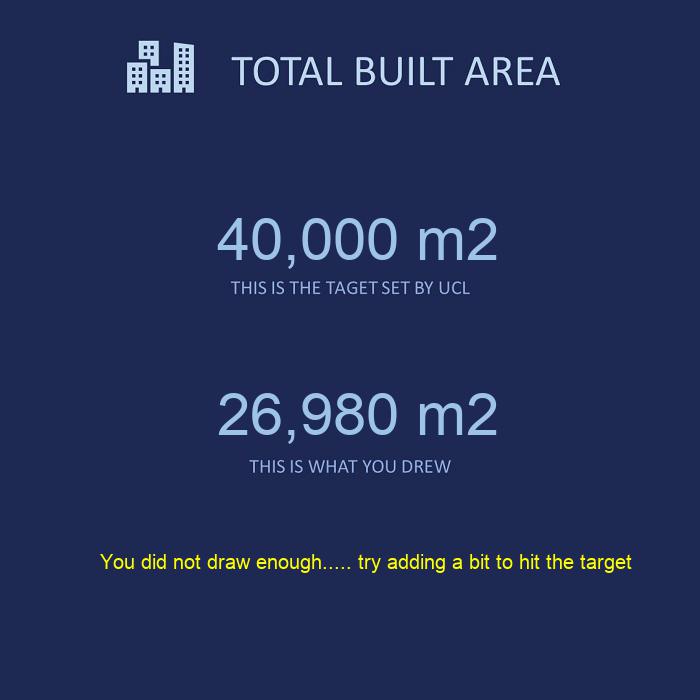 TOTAL BUILT AREA
40,000 m2
THIS IS THE TAGET SET BY UCL
26,980 m2
THIS IS WHAT YOU DREW
You did not draw enough..... try adding a bit to hit the target